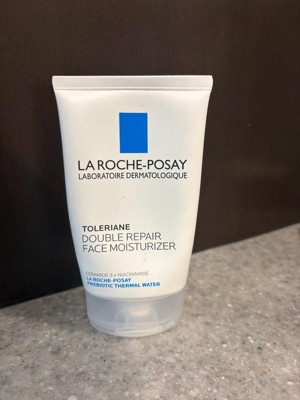 LA ROCHE-POSAY
LABORATOIRE DERMATOLOGIQUE
TOLERIANE
DOUBLE REPAIR
FACE MOISTURIZER
CERAMIDE-3 + NIACINAMIDE
LA ROCHE-POSAY
PREBIOTIC THERMAL WATER